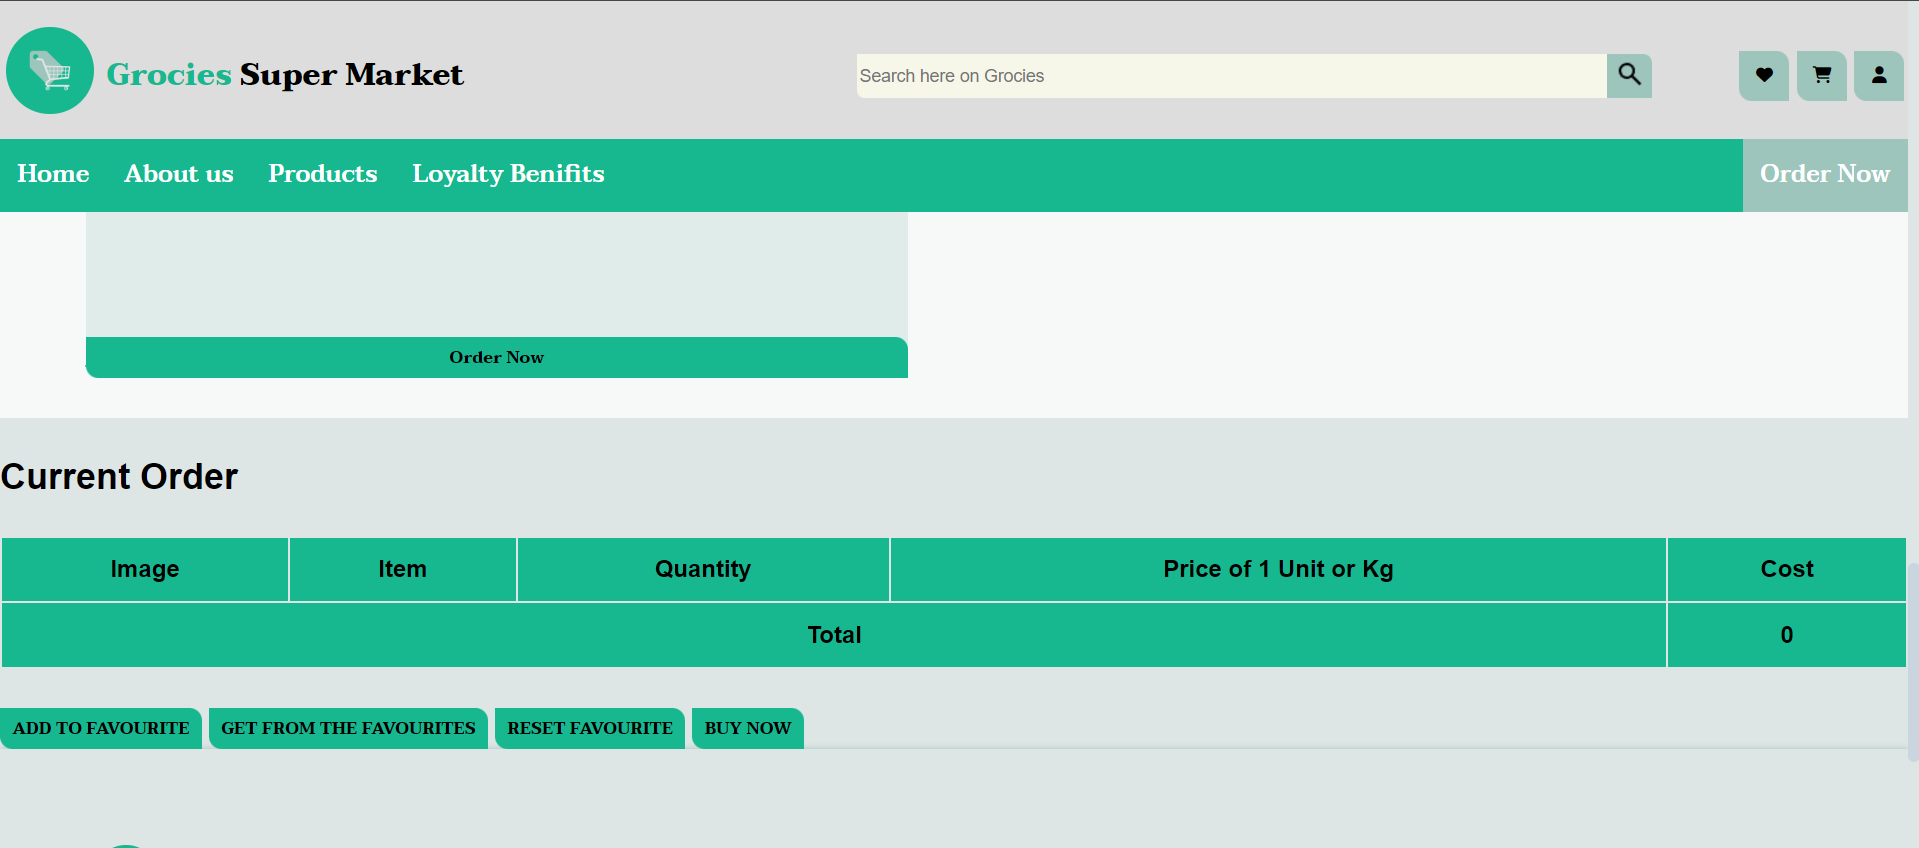 Grocies Super Market
Search here on Grocies
Home About us Products Loyalty Benifits Order Now
Order Now
Current Order
Image Item Quantity Price of 1 Unit or Kg Cost
Total 0
ADD TO FAVOURITE GET FROM THE FAVOURITES RESET FAVOURITE BUY NOW